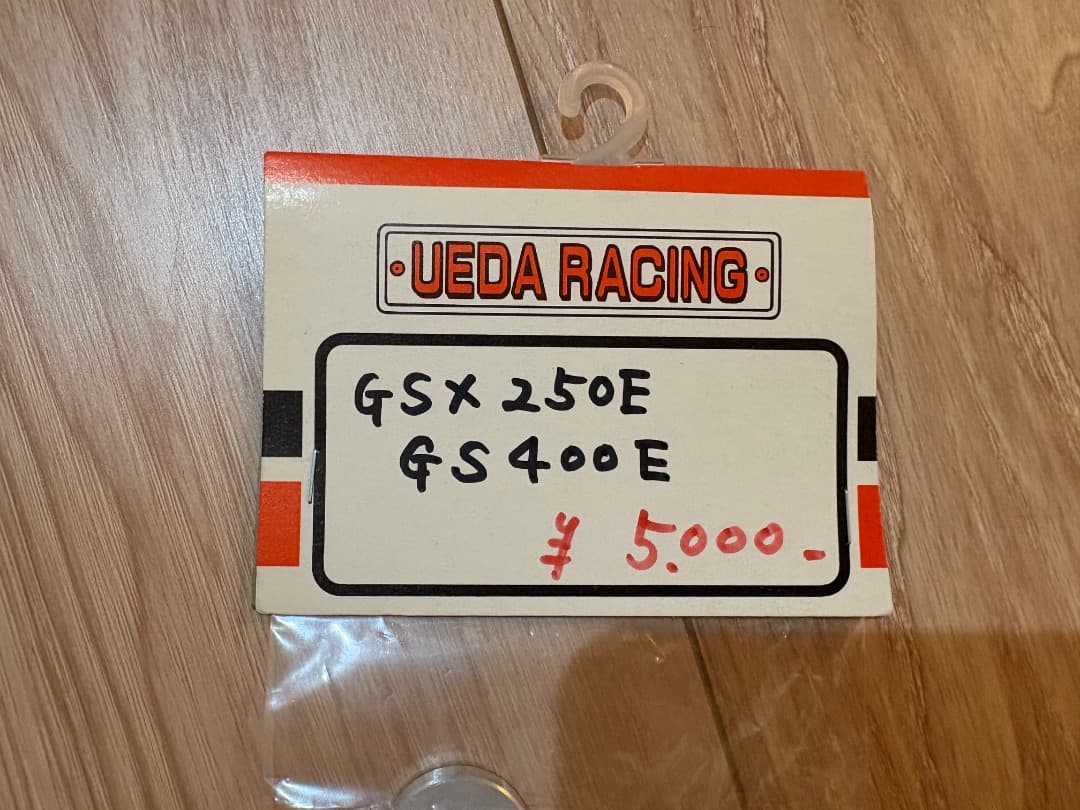 UEDA RACING
GSX 250E
GS400E
¥ 5.000-